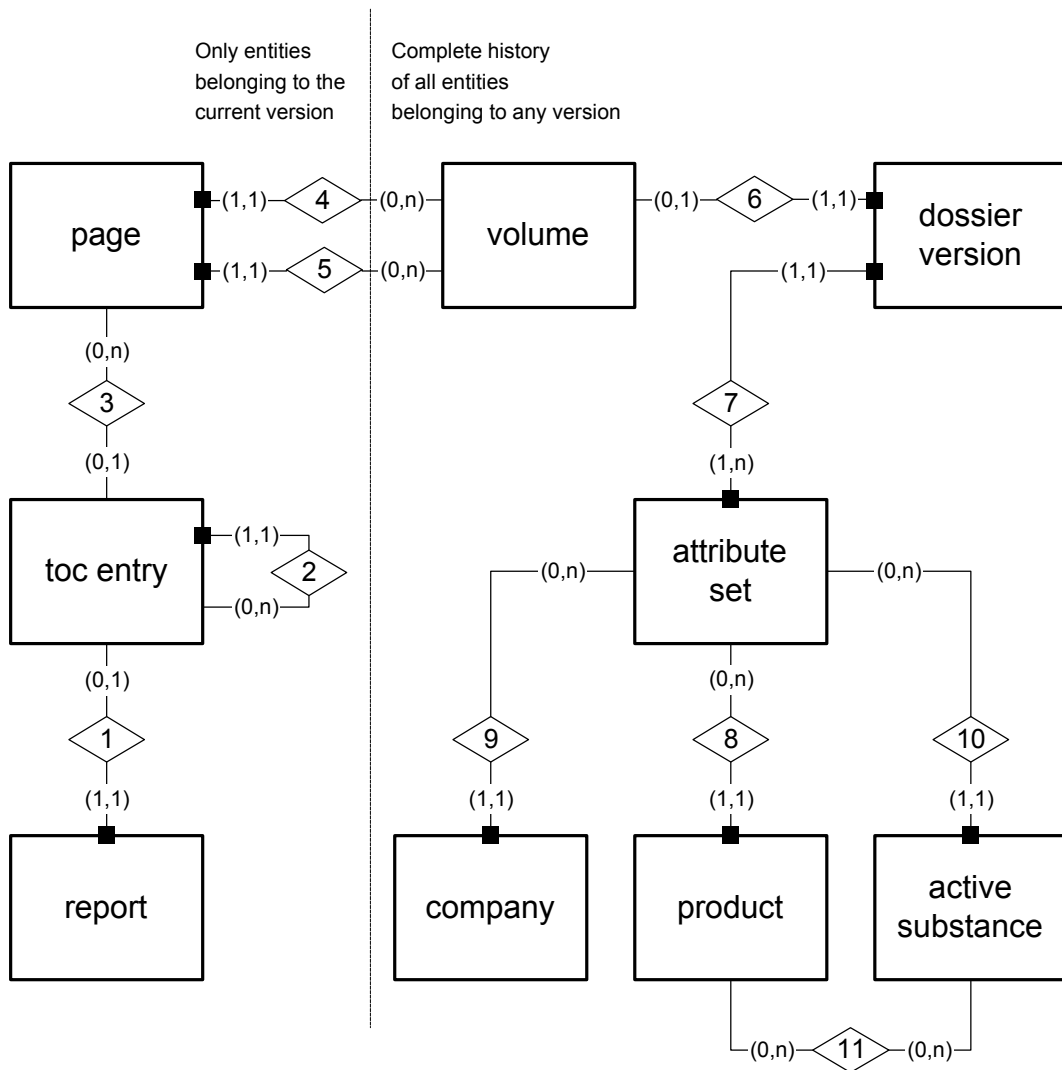 Only entities
belonging to the
current version
Complete history
of all entities
belonging to any version
page
(1,1)
4
(0,n)
volume
(0,1)
6
(1,1)
dossier
version
(1,1)
5
(0,n)
(1,1)
(0,n)
3
(0,1)
7
(1,n)
toc entry
(1,1)
2
(0,n)
attribute
set
(0,n)
(0,n)
(0,1)
1
(1,1)
(0,n)
9
8
10
(1,1)
(1,1)
(1,1)
report
company
product
active
substance
(0,n)
11
(0,n)